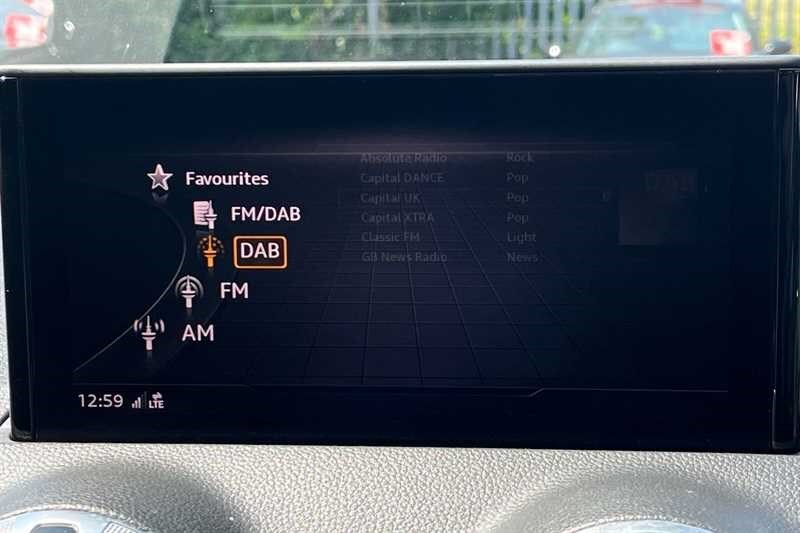 Favourites
FM/DAB
DAB
FM
AM
Absolute Radio Rock
Capital DANCE Pop
Capital UK Pop
Capital XTRA Pop
Classic FM Light
GB News Radio News
12:59 LTE